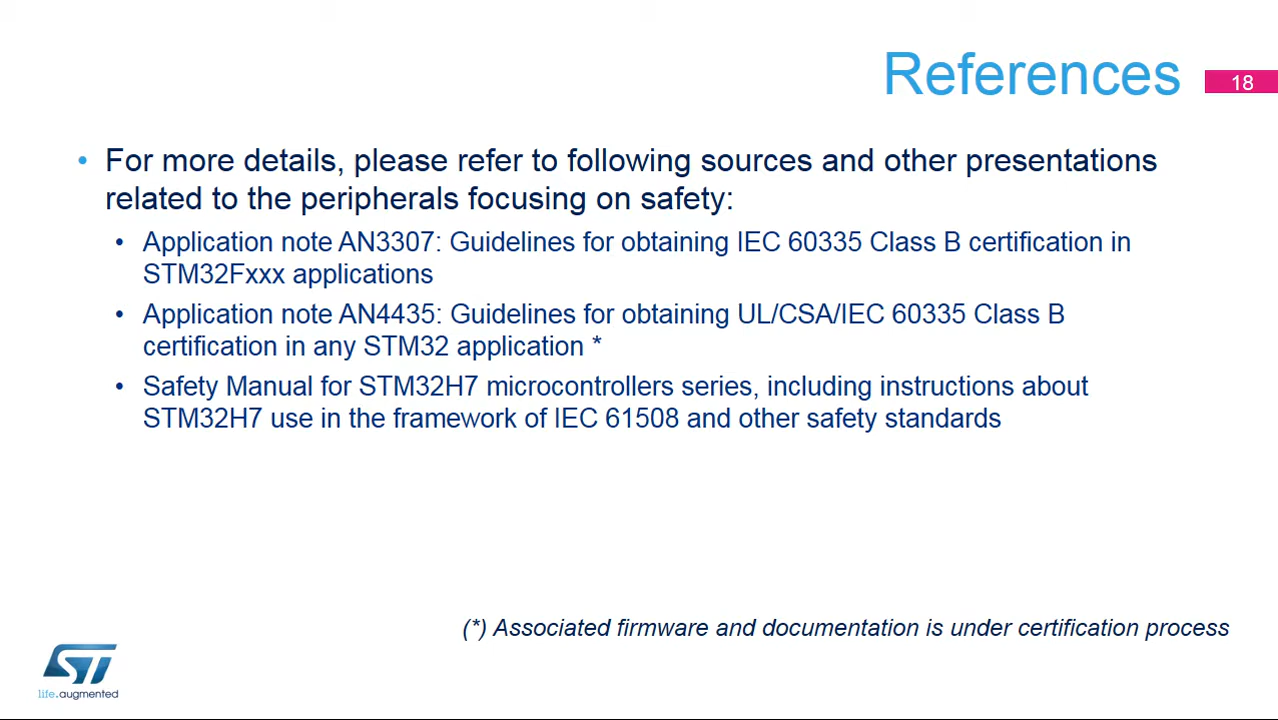 References
18
• For more details, please refer to following sources and other presentations
related to the peripherals focusing on safety:
• Application note AN3307: Guidelines for obtaining IEC 60335 Class B certification in
STM32Fxxx applications
• Application note AN4435: Guidelines for obtaining UL/CSA/IEC 60335 Class B
certification in any STM32 application *
• Safety Manual for STM32H7 microcontrollers series, including instructions about
STM32H7 use in the framework of IEC 61508 and other safety standards
(*) Associated firmware and documentation is under certification process
ST
life.augmented